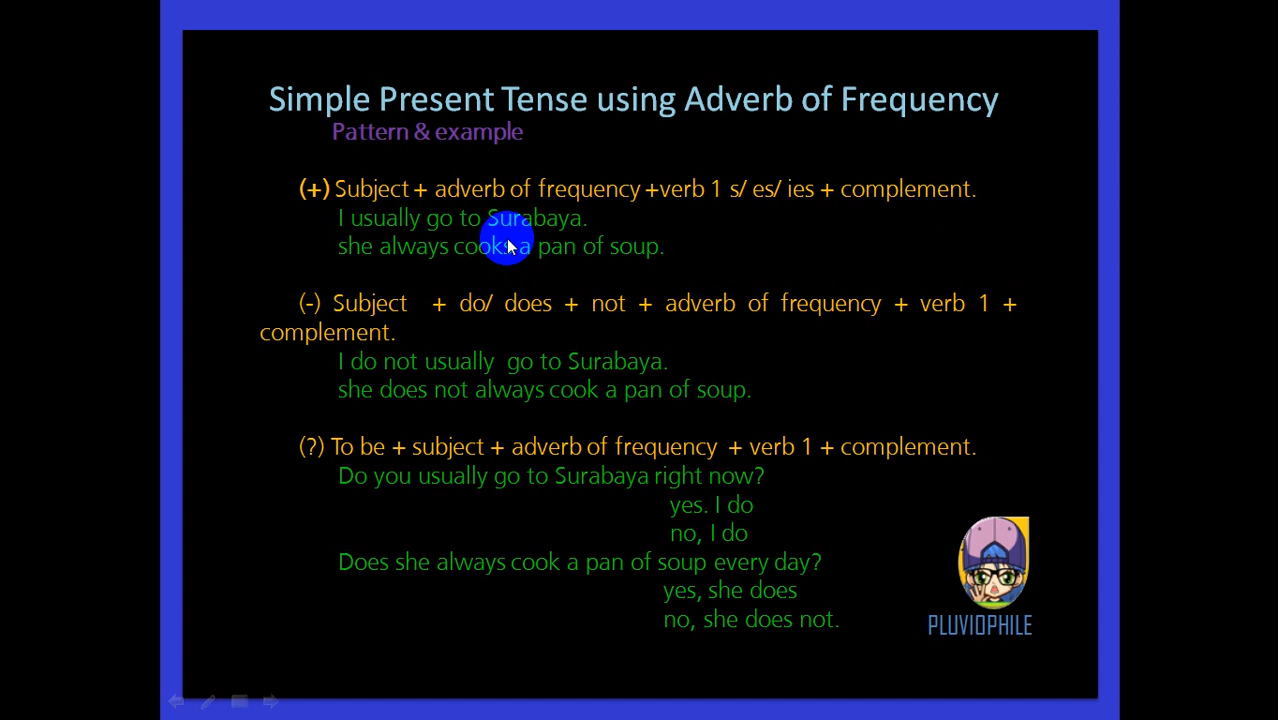 Simple Present Tense using Adverb of Frequency
Pattern & example
(+) Subject + adverb of frequency +verb 1 s/ es/ ies + complement.
I usually go to Surabaya.
she always cooks a pan of soup.
(-) Subject + do/ does + not + adverb of frequency + verb 1 +
complement.
I do not usually go to Surabaya.
she does not always cook a pan of soup.
(?) To be + subject + adverb of frequency + verb 1 + complement.
Do you usually go to Surabaya right now?
yes. I do
no, I do
Does she always cook a pan of soup every day?
yes, she does
no, she does not.
PLUVIOPHILE